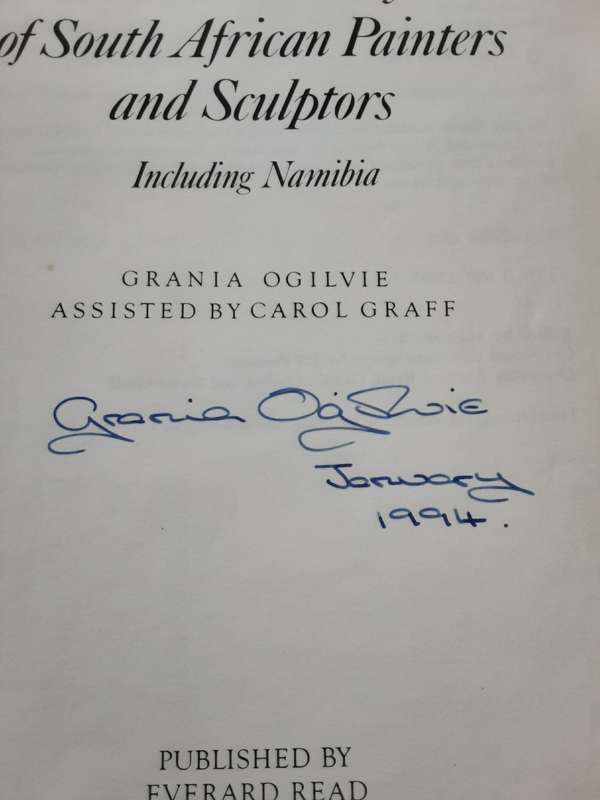 of South African Painters
and Sculptors
Including Namibia
GRANIA OGILVIE
ASSISTED BY CAROL GRAFF
Grania Ogilvie
January
1994.
PUBLISHED BY
EVERARD READ